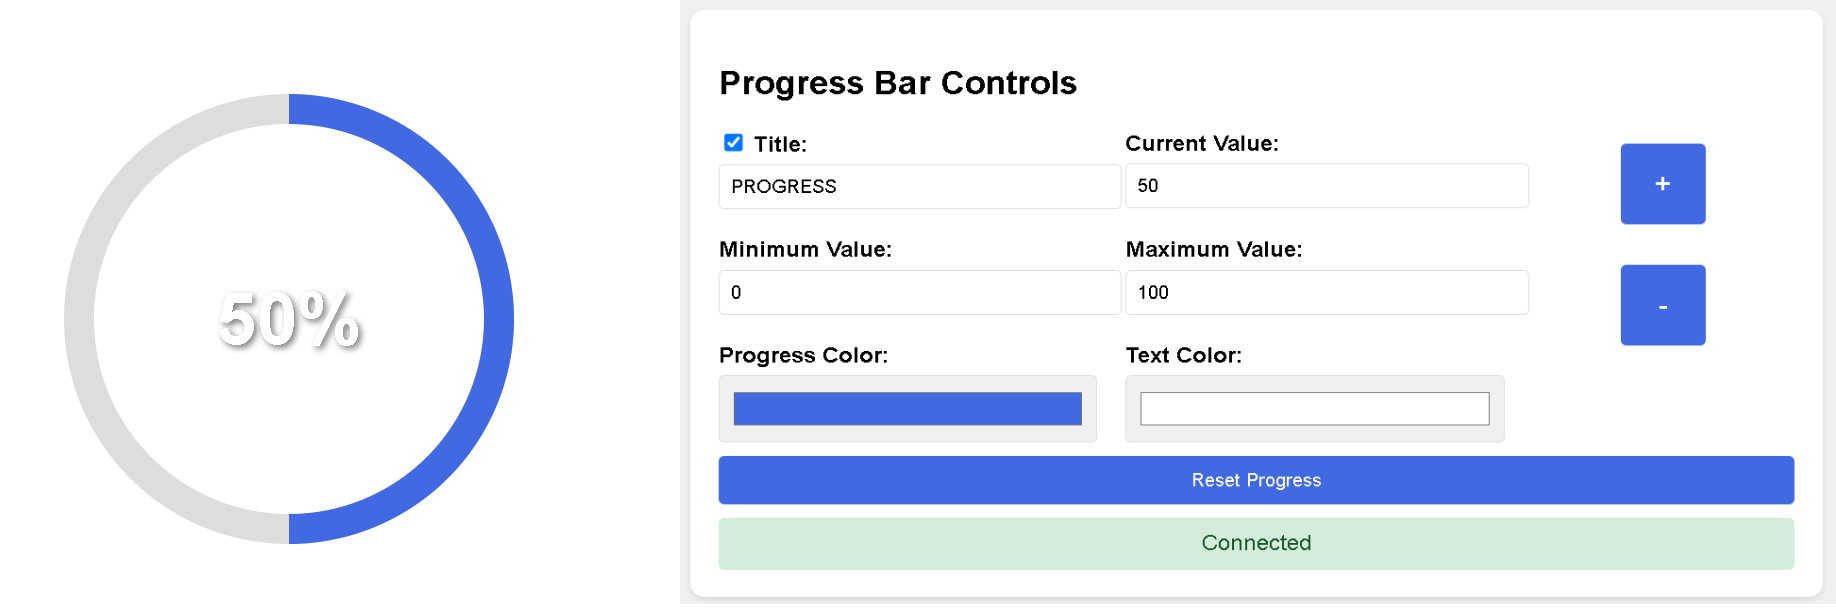 50%
Progress Bar Controls
Title:
PROGRESS
Current Value:
50
+
Minimum Value:
0
Maximum Value:
100
-
Progress Color:
Text Color:
Reset Progress
Connected